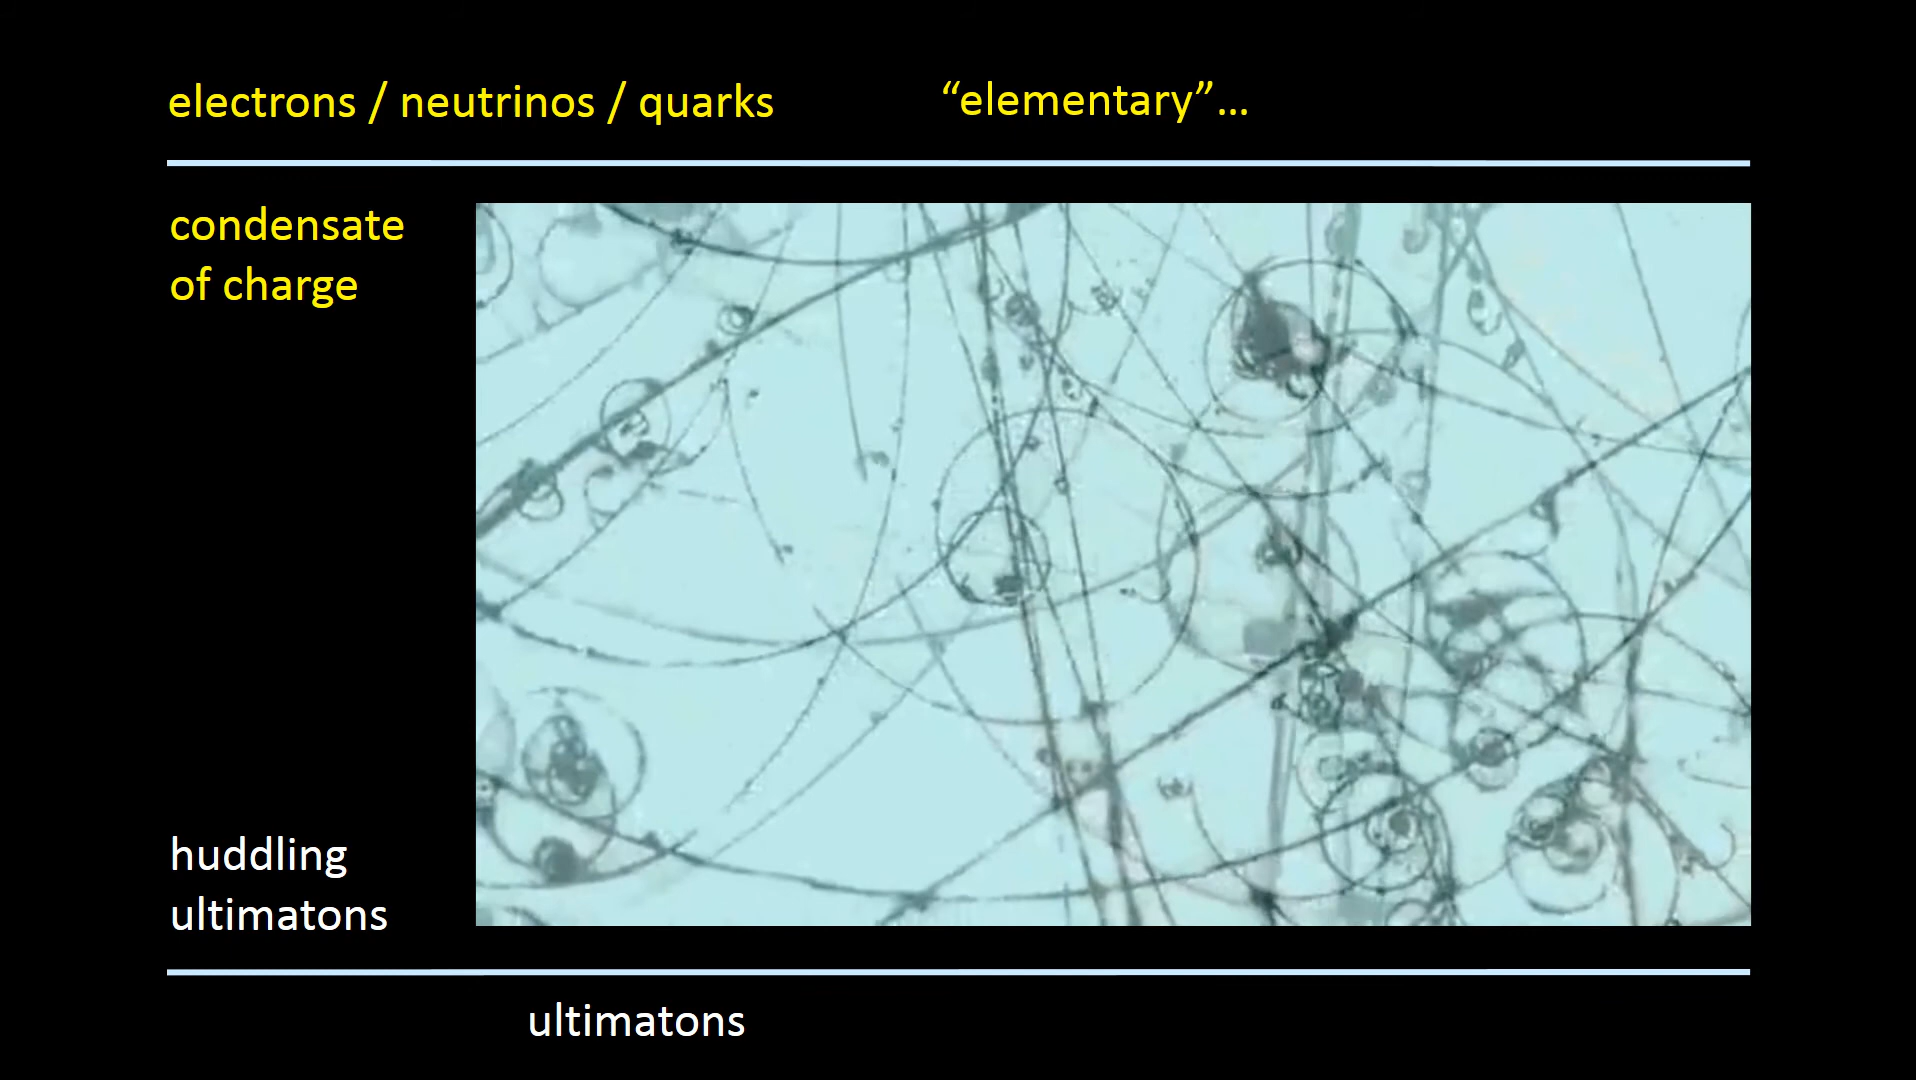 electrons / neutrinos / quarks “elementary”...
condensate
of charge
huddling
ultimatons
ultimatons